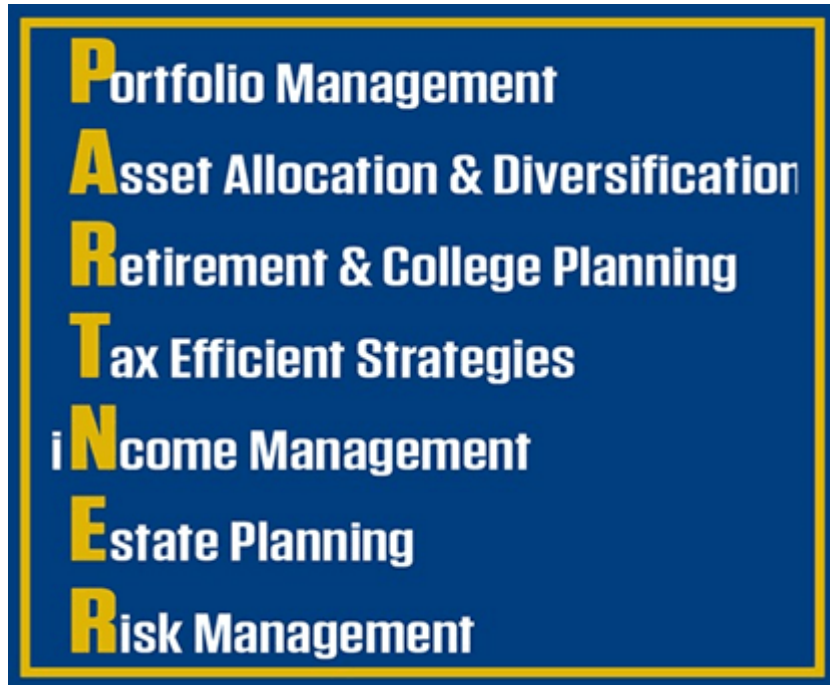 Portfolio Management
Asset Allocation & Diversification
Retirement & College Planning
Tax Efficient Strategies
iNcome Management
Estate Planning
Risk Management